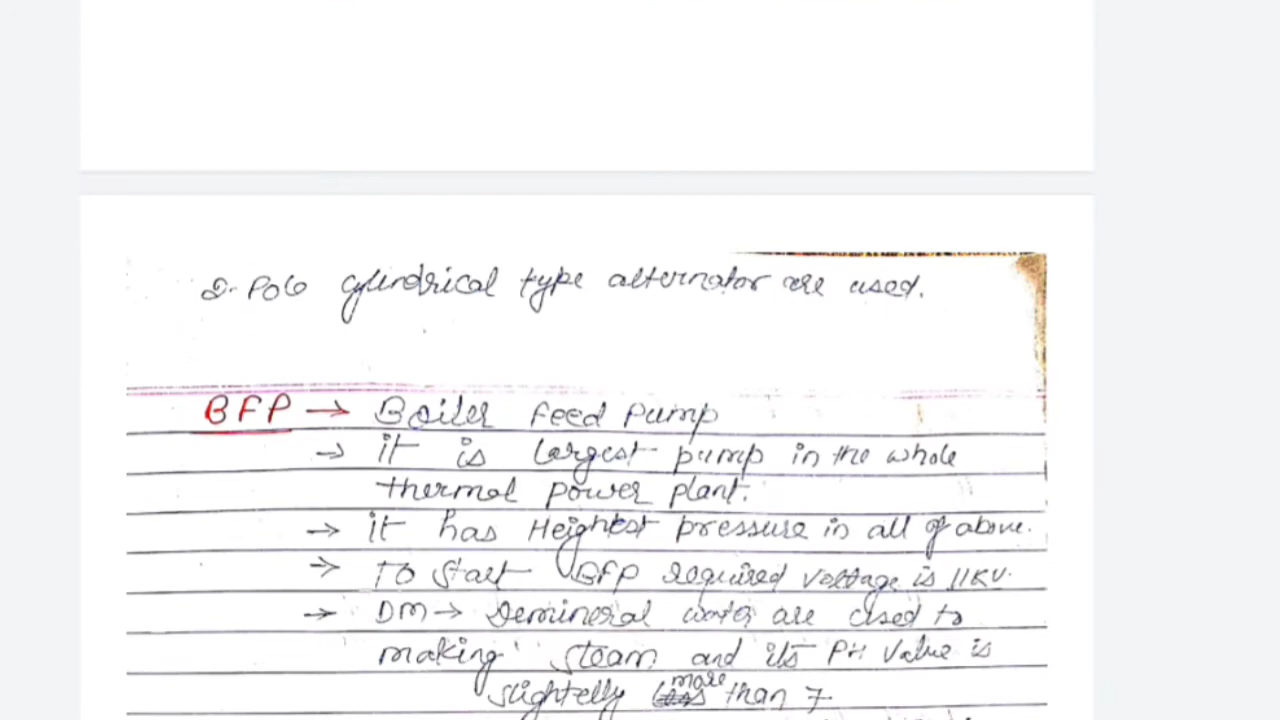 2-Pole cylindrical type alternator are used.
BFP → Boiler Feed Pump
→ it is largest pump in the whole
thermal power plant.
→ it has Heighest pressure in all of above.
→ To start BFP required voltage is 11KV.
→ DM → Demineral water are used to
making steam and its PH value is
slightelly more than 7